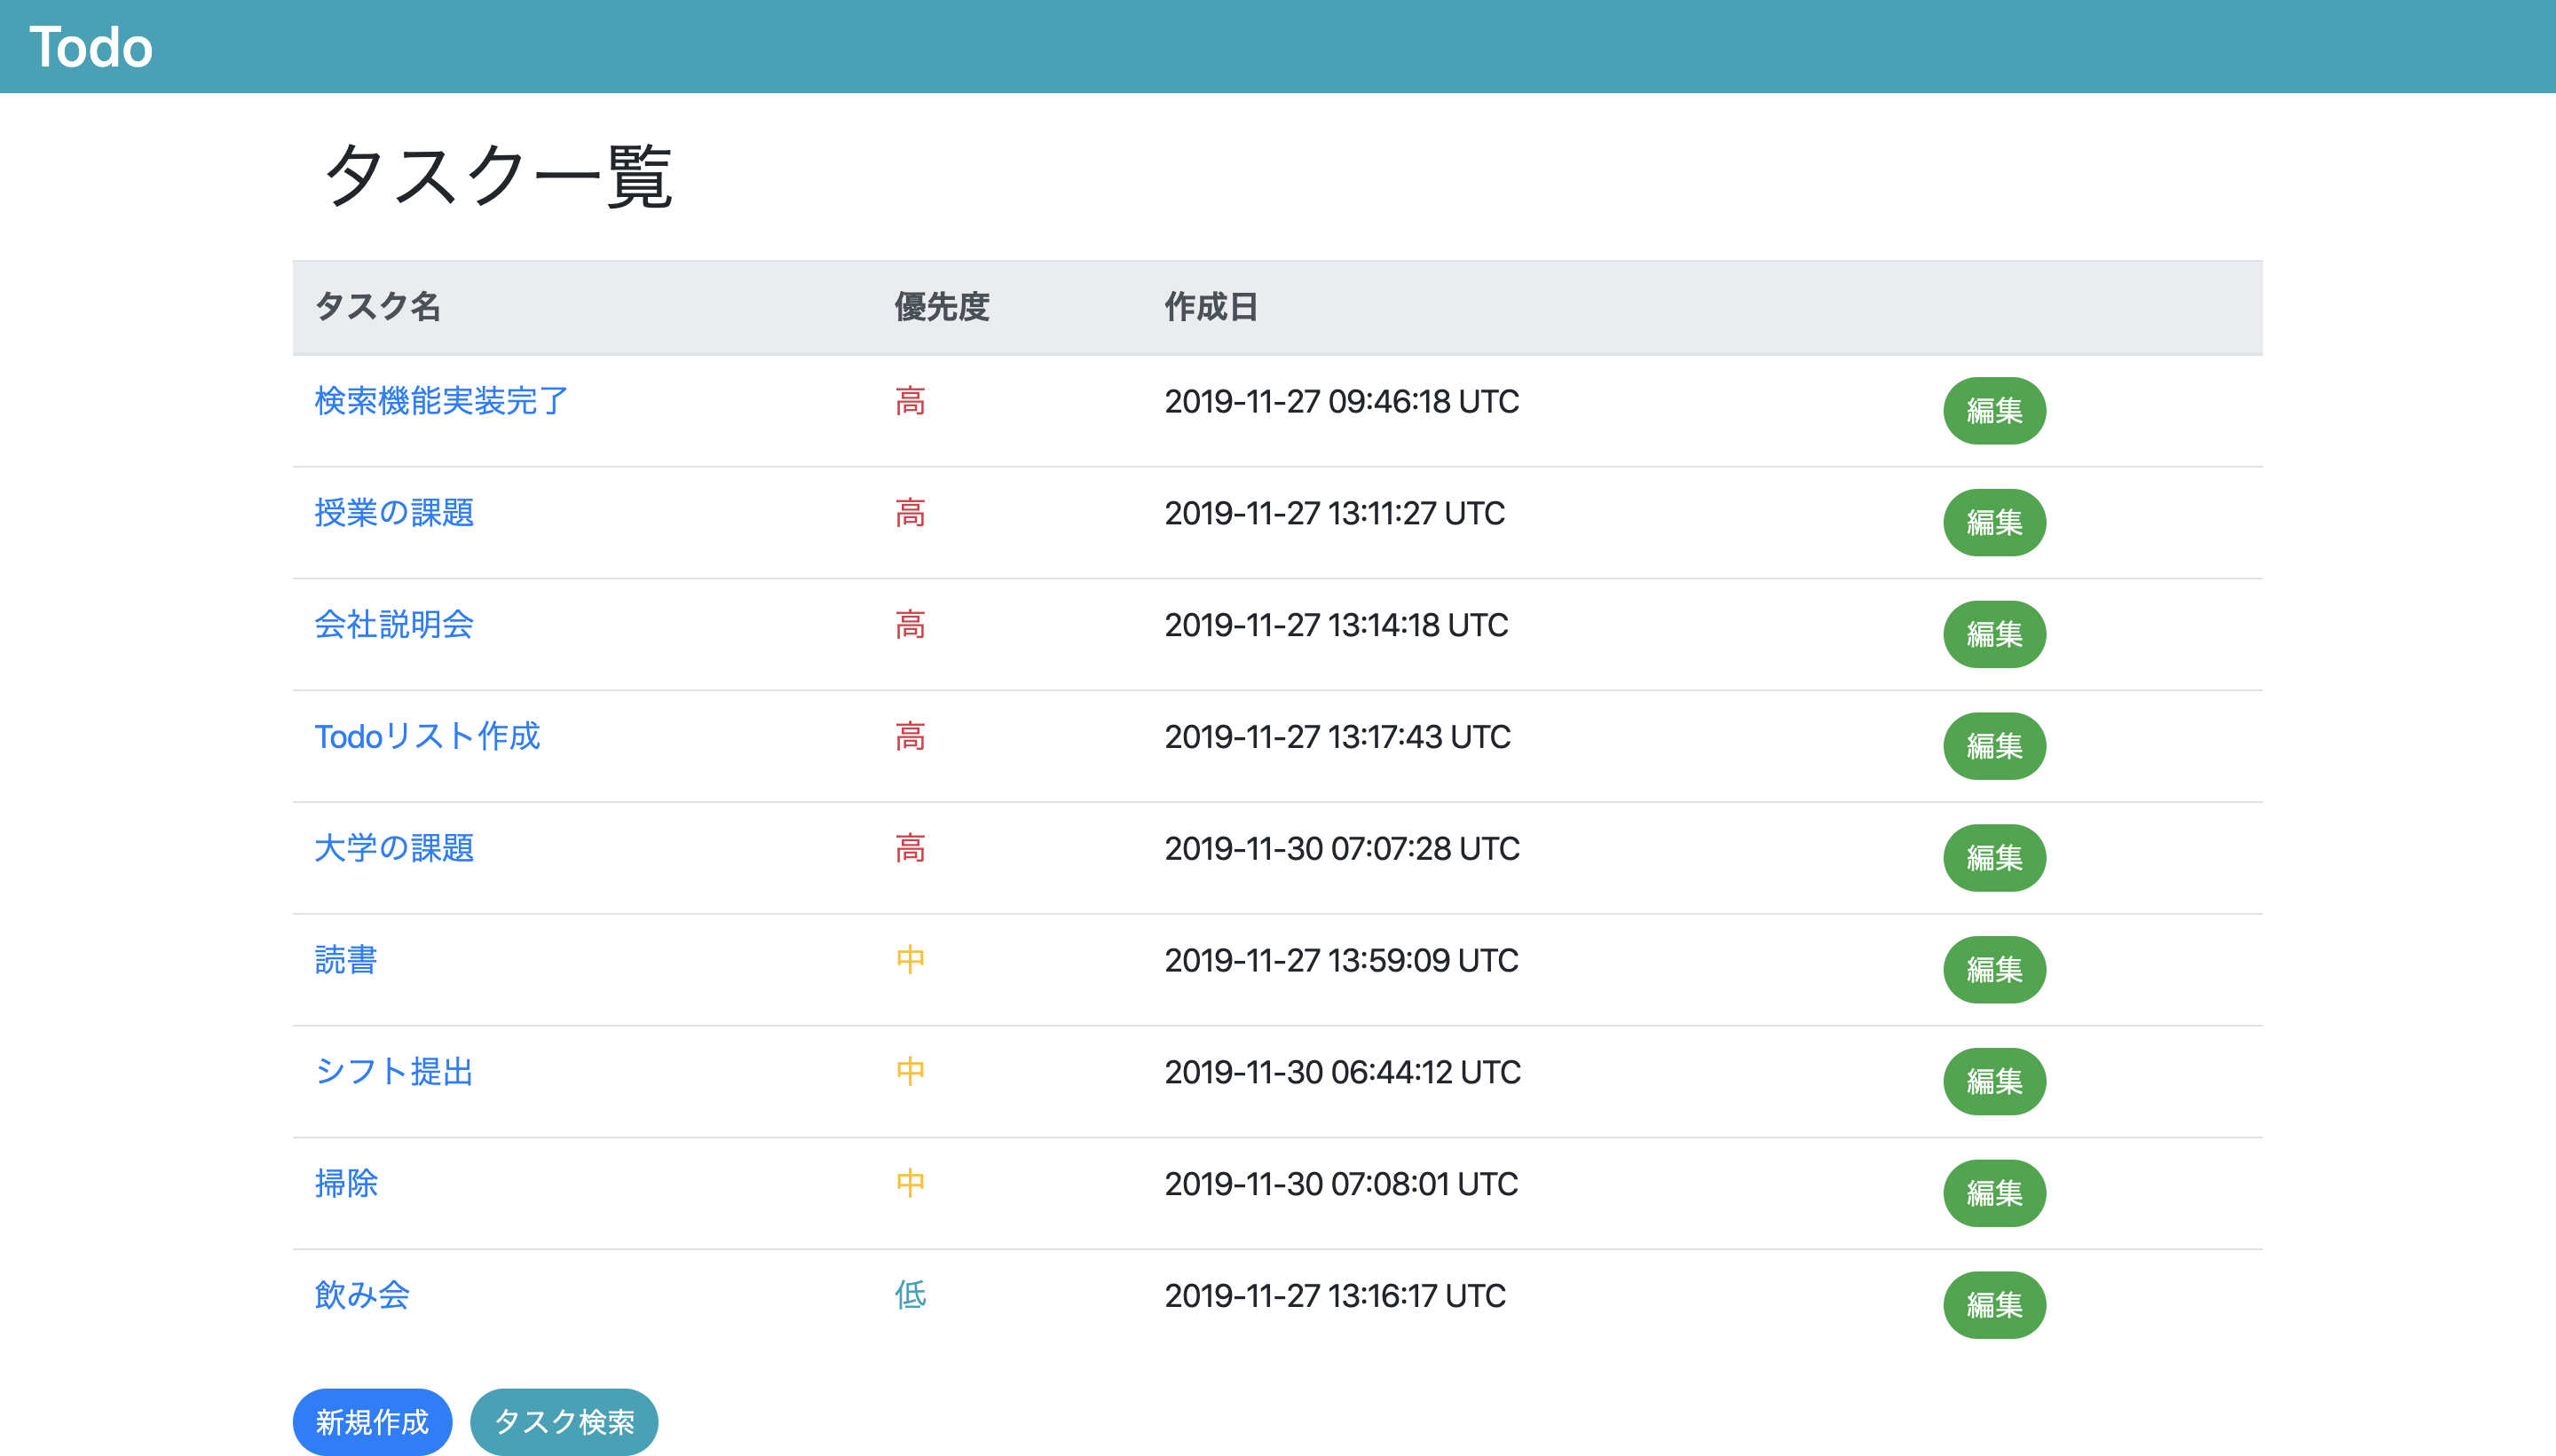 Todo
タスク一覧
タスク名 優先度 作成日
検索機能実装完了 高 2019-11-27 09:46:18 UTC 編集
授業の課題 高 2019-11-27 13:11:27 UTC 編集
会社説明会 高 2019-11-27 13:14:18 UTC 編集
Todoリスト作成 高 2019-11-27 13:17:43 UTC 編集
大学の課題 高 2019-11-30 07:07:28 UTC 編集
読書 中 2019-11-27 13:59:09 UTC 編集
シフト提出 中 2019-11-30 06:44:12 UTC 編集
掃除 中 2019-11-30 07:08:01 UTC 編集
飲み会 低 2019-11-27 13:16:17 UTC 編集
新規作成 タスク検索